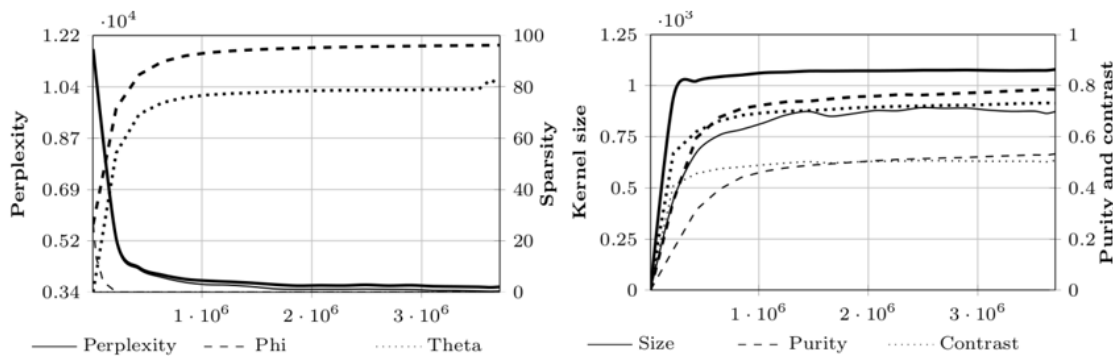 ·10^4
1.22
1.04
0.87
0.69
0.52
0.34
Perplexity
100
80
60
40
20
0
Sparsity
1 · 10^6
2 · 10^6
3 · 10^6
Perplexity
Phi
Theta
·10^3
1.25
1
0.75
0.5
0.25
0
Kernel size
1
0.8
0.6
0.4
0.2
0
Purity and contrast
1 · 10^6
2 · 10^6
3 · 10^6
Size
Purity
Contrast